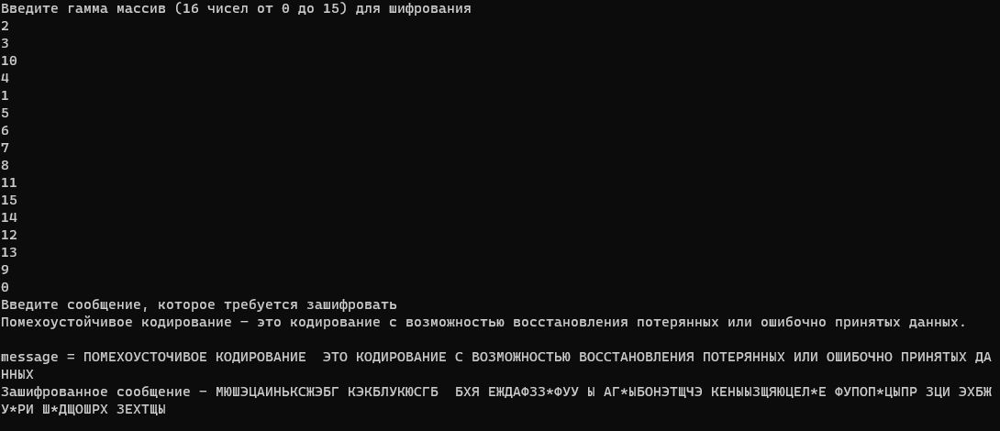 Введите гамма массив (16 чисел от 0 до 15) для шифрования
2
3
10
4
1
5
6
7
8
11
15
14
12
13
9
0
Введите сообщение, которое требуется зашифровать
Помехоустойчивое кодирование – это кодирование с возможностью восстановления потерянных или ошибочно принятых данных.
message = ПОМЕХОУСТОЧИВОЕ КОДИРОВАНИЕ  ЭТО КОДИРОВАНИЕ С ВОЗМОЖНОСТЬЮ ВОССТАНОВЛЕНИЯ ПОТЕРЯННЫХ ИЛИ ОШИБОЧНО ПРИНЯТЫХ ДА
ННЫХ
Зашифрованное сообщение – МЮШЭЦАИНЬКСЖЭБГ КЭКБЛУКЮСГБ  БХЯ ЕЖДАФЗЗ*ФУУ Ы АГ*ЫБОНЭТЩЧЭ КЕНЫЫЗЩЯЮЦЕЛ*Е ФУПОП*ЦЫПР ЗЦИ ЭХБЖ
У*РИ Ш*ДЩОШРХ ЗЕХТЩЫ